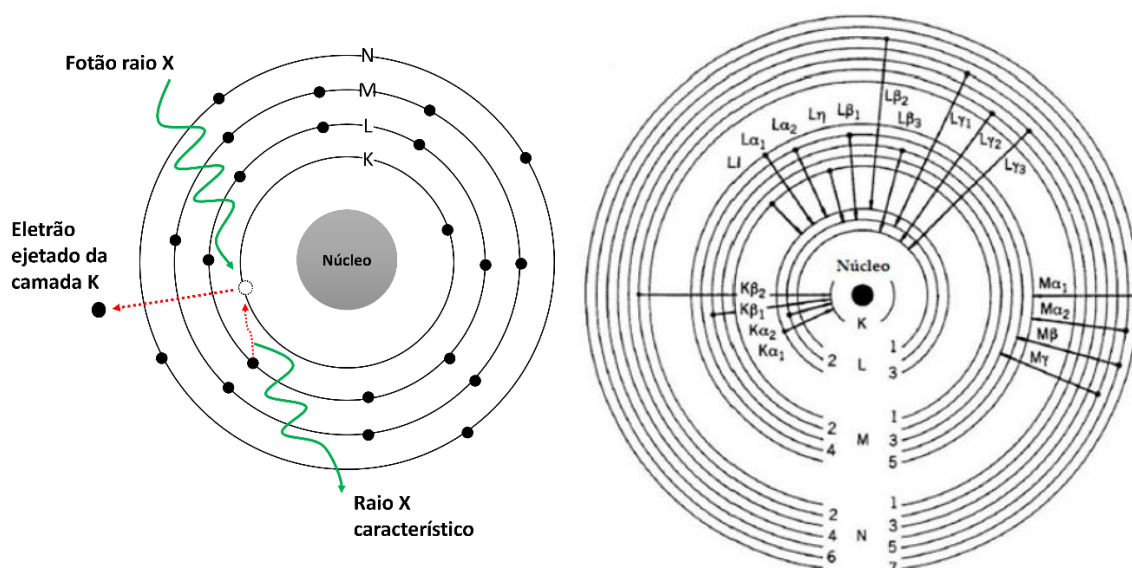 Fotão raio X
N
M
L
K
Eletrão
ejetado da
camada K
Núcleo
Raio X
característico
Lβ2
Lα1
Lα2
Lη
Lβ1
Lβ3
Lγ1
Lγ2
Lγ3
Ll
Núcleo
Kβ2
Kβ1
Kα2
Kα1
K
Mα1
Mα2
Mβ
Mγ
1
2 L 3
1
2 M 3
4 5
1
2 3
4 N 5
6 7